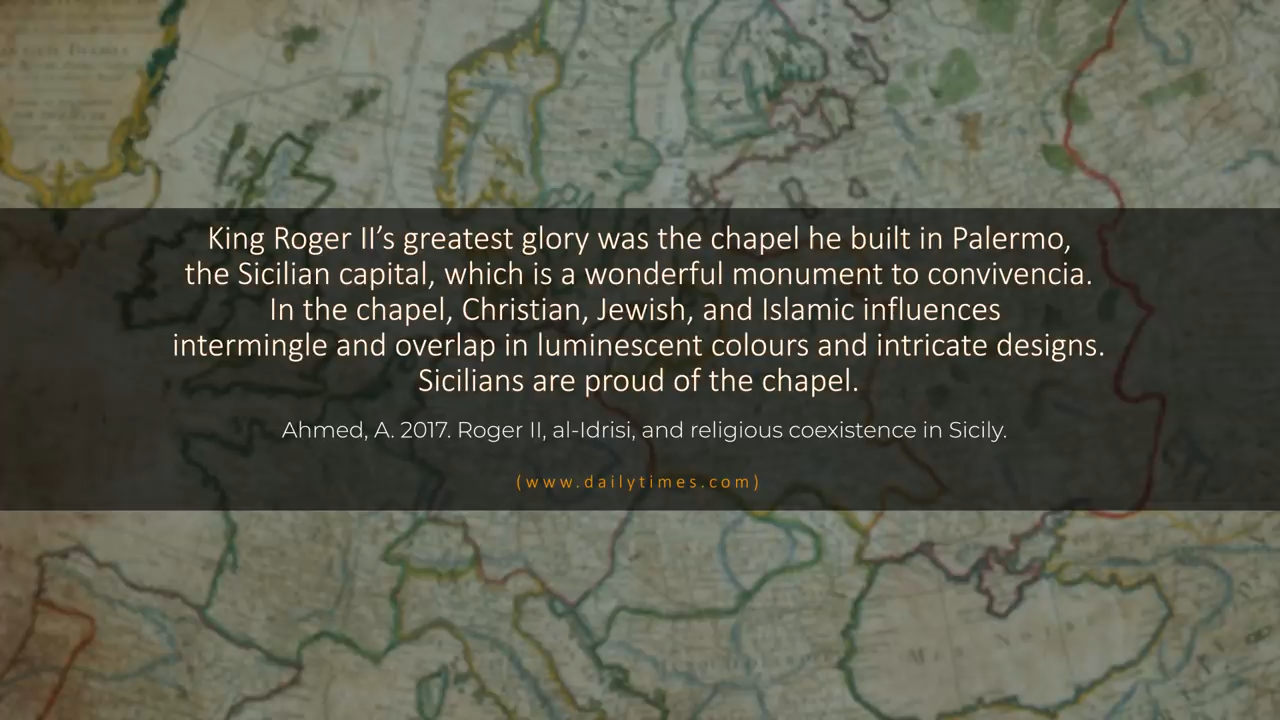 King Roger II’s greatest glory was the chapel he built in Palermo,
the Sicilian capital, which is a wonderful monument to convivencia.
In the chapel, Christian, Jewish, and Islamic influences
intermingle and overlap in luminescent colours and intricate designs.
Sicilians are proud of the chapel.
Ahmed, A. 2017. Roger II, al-Idrisi, and religious coexistence in Sicily.
(www.dailytimes.com)